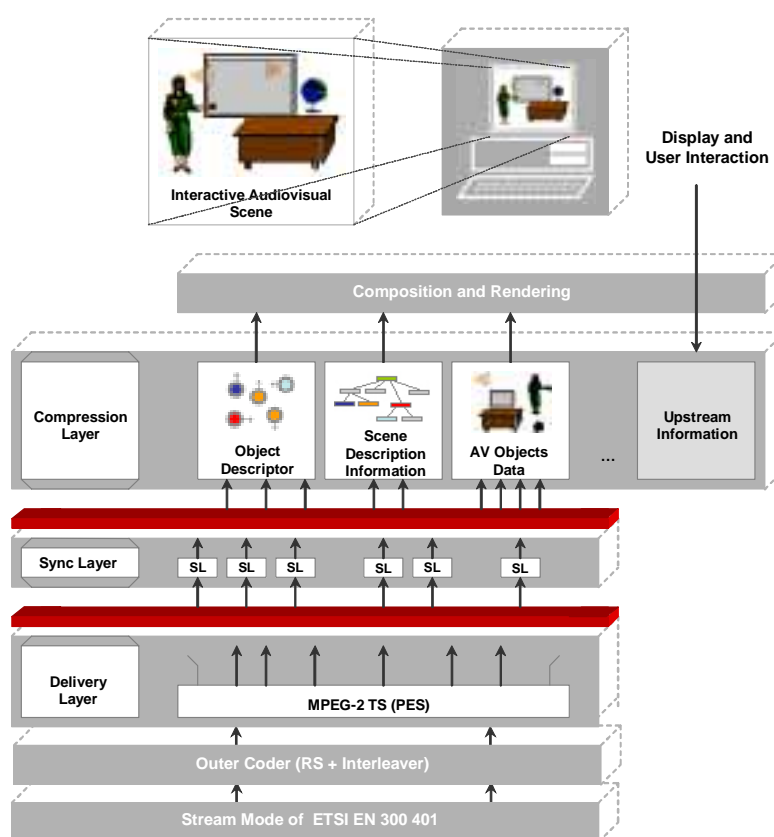 Interactive Audiovisual
Scene
Display and
User Interaction
Composition and Rendering
Compression
Layer
Object
Descriptor
Scene
Description
Information
AV Objects
Data
...
Upstream
Information
Sync Layer
SL
SL
SL
SL
SL
SL
Delivery
Layer
MPEG-2 TS (PES)
Outer Coder (RS + Interleaver)
Stream Mode of ETSI EN 300 401